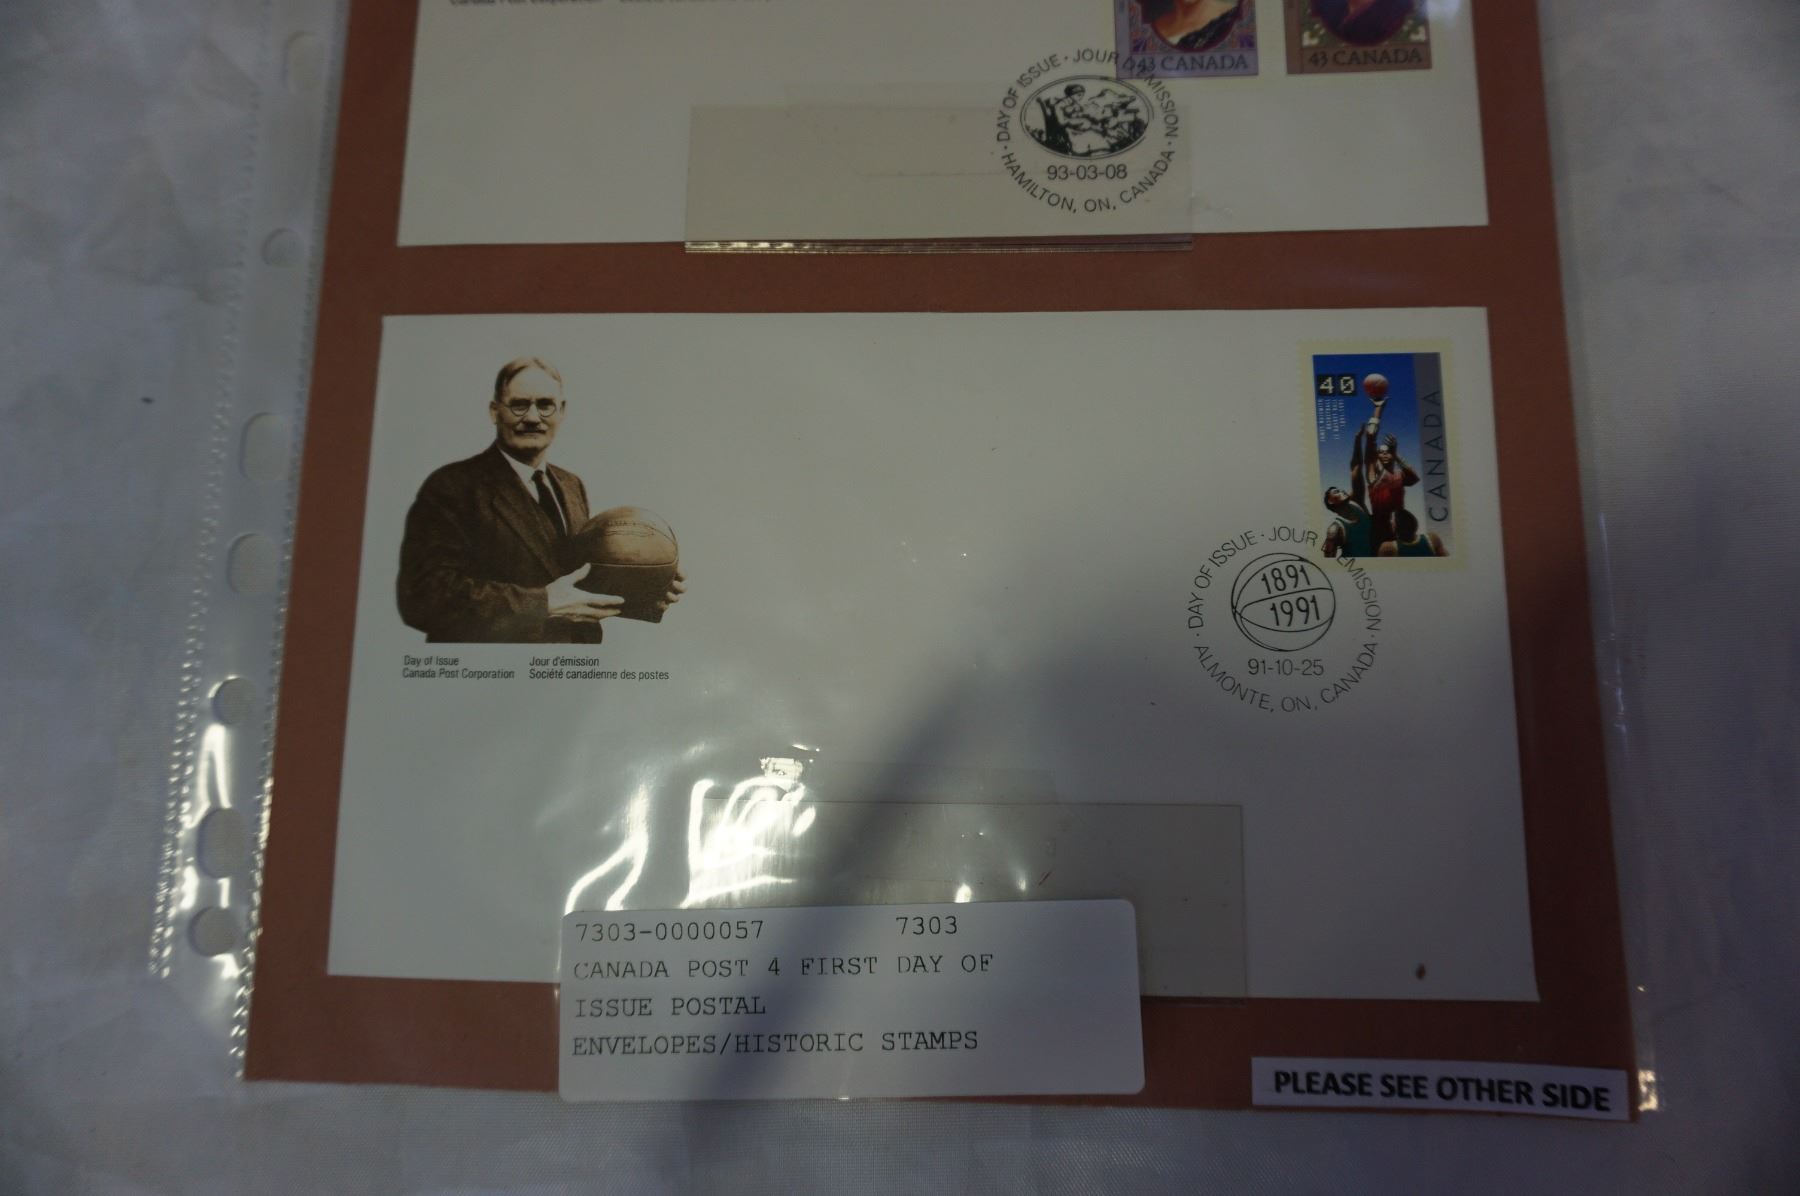 43 CANADA
43 CANADA
· DAY OF ISSUE · JOUR D'ÉMISSION ·
93-03-08
HAMILTON, ON, CANADA
40
CANADA
· DAY OF ISSUE · JOUR D'ÉMISSION ·
1891
1991
91-10-25
ALMONTE, ON, CANADA
Day of Issue Jour d'émission
Canada Post Corporation Société canadienne des postes
7303-0000057 7303
CANADA POST 4 FIRST DAY OF
ISSUE POSTAL
ENVELOPES/HISTORIC STAMPS
PLEASE SEE OTHER SIDE